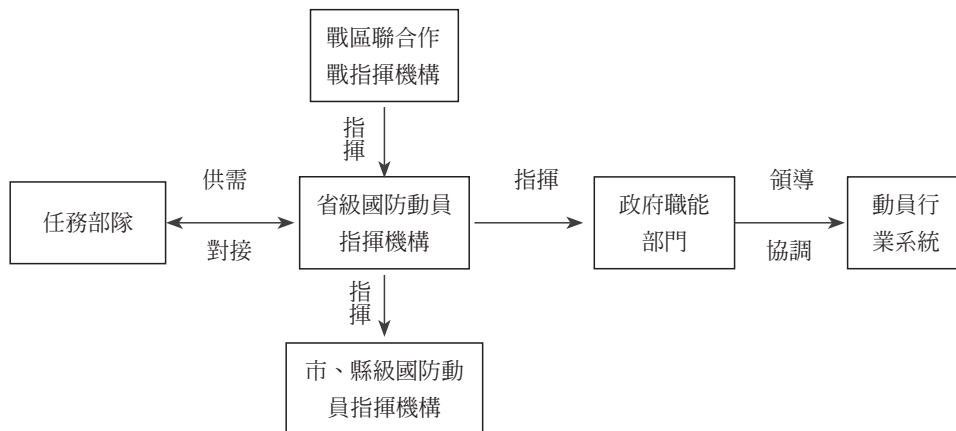 戰區聯合作
戰指揮機構
指揮
任務部隊
供需
對接
省級國防動員
指揮機構
指揮
政府職能
部門
領導
協調
動員行
業系統
指揮
市、縣級國防動
員指揮機構